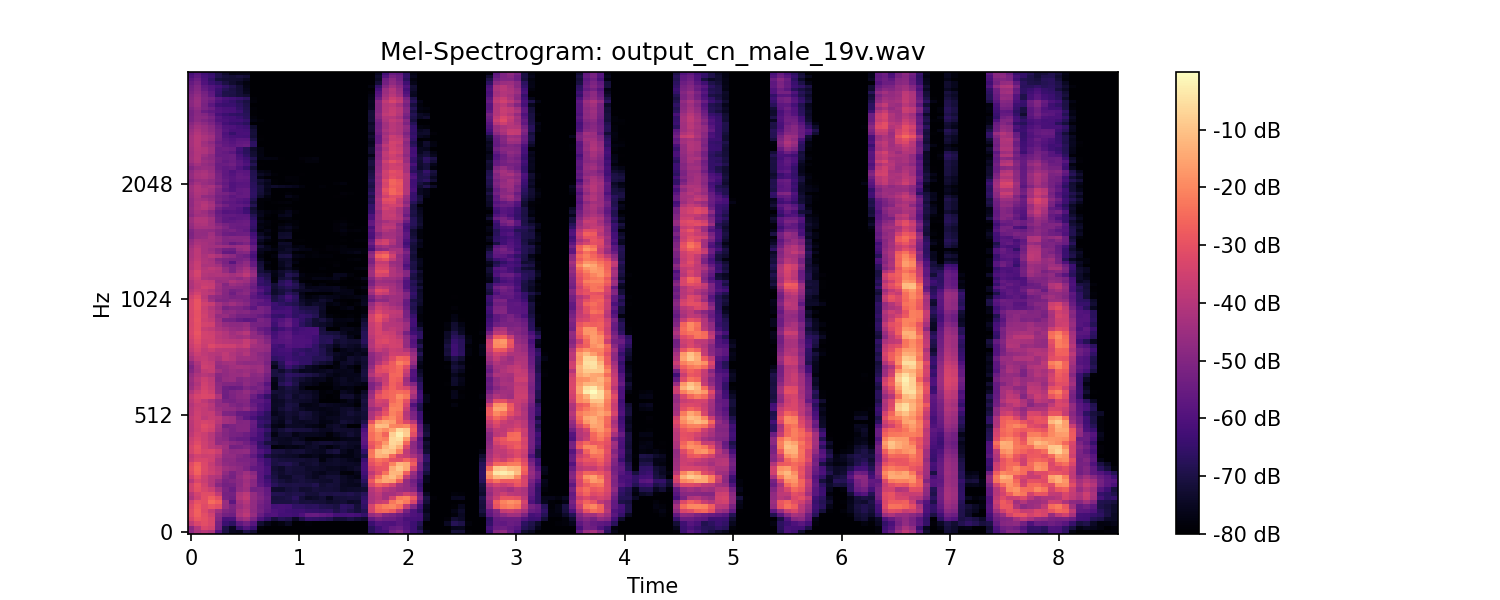 Mel-Spectrogram: output_cn_male_19v.wav
Hz
2048
1024
512
0
0 1 2 3 4 5 6 7 8
Time
-10 dB
-20 dB
-30 dB
-40 dB
-50 dB
-60 dB
-70 dB
-80 dB